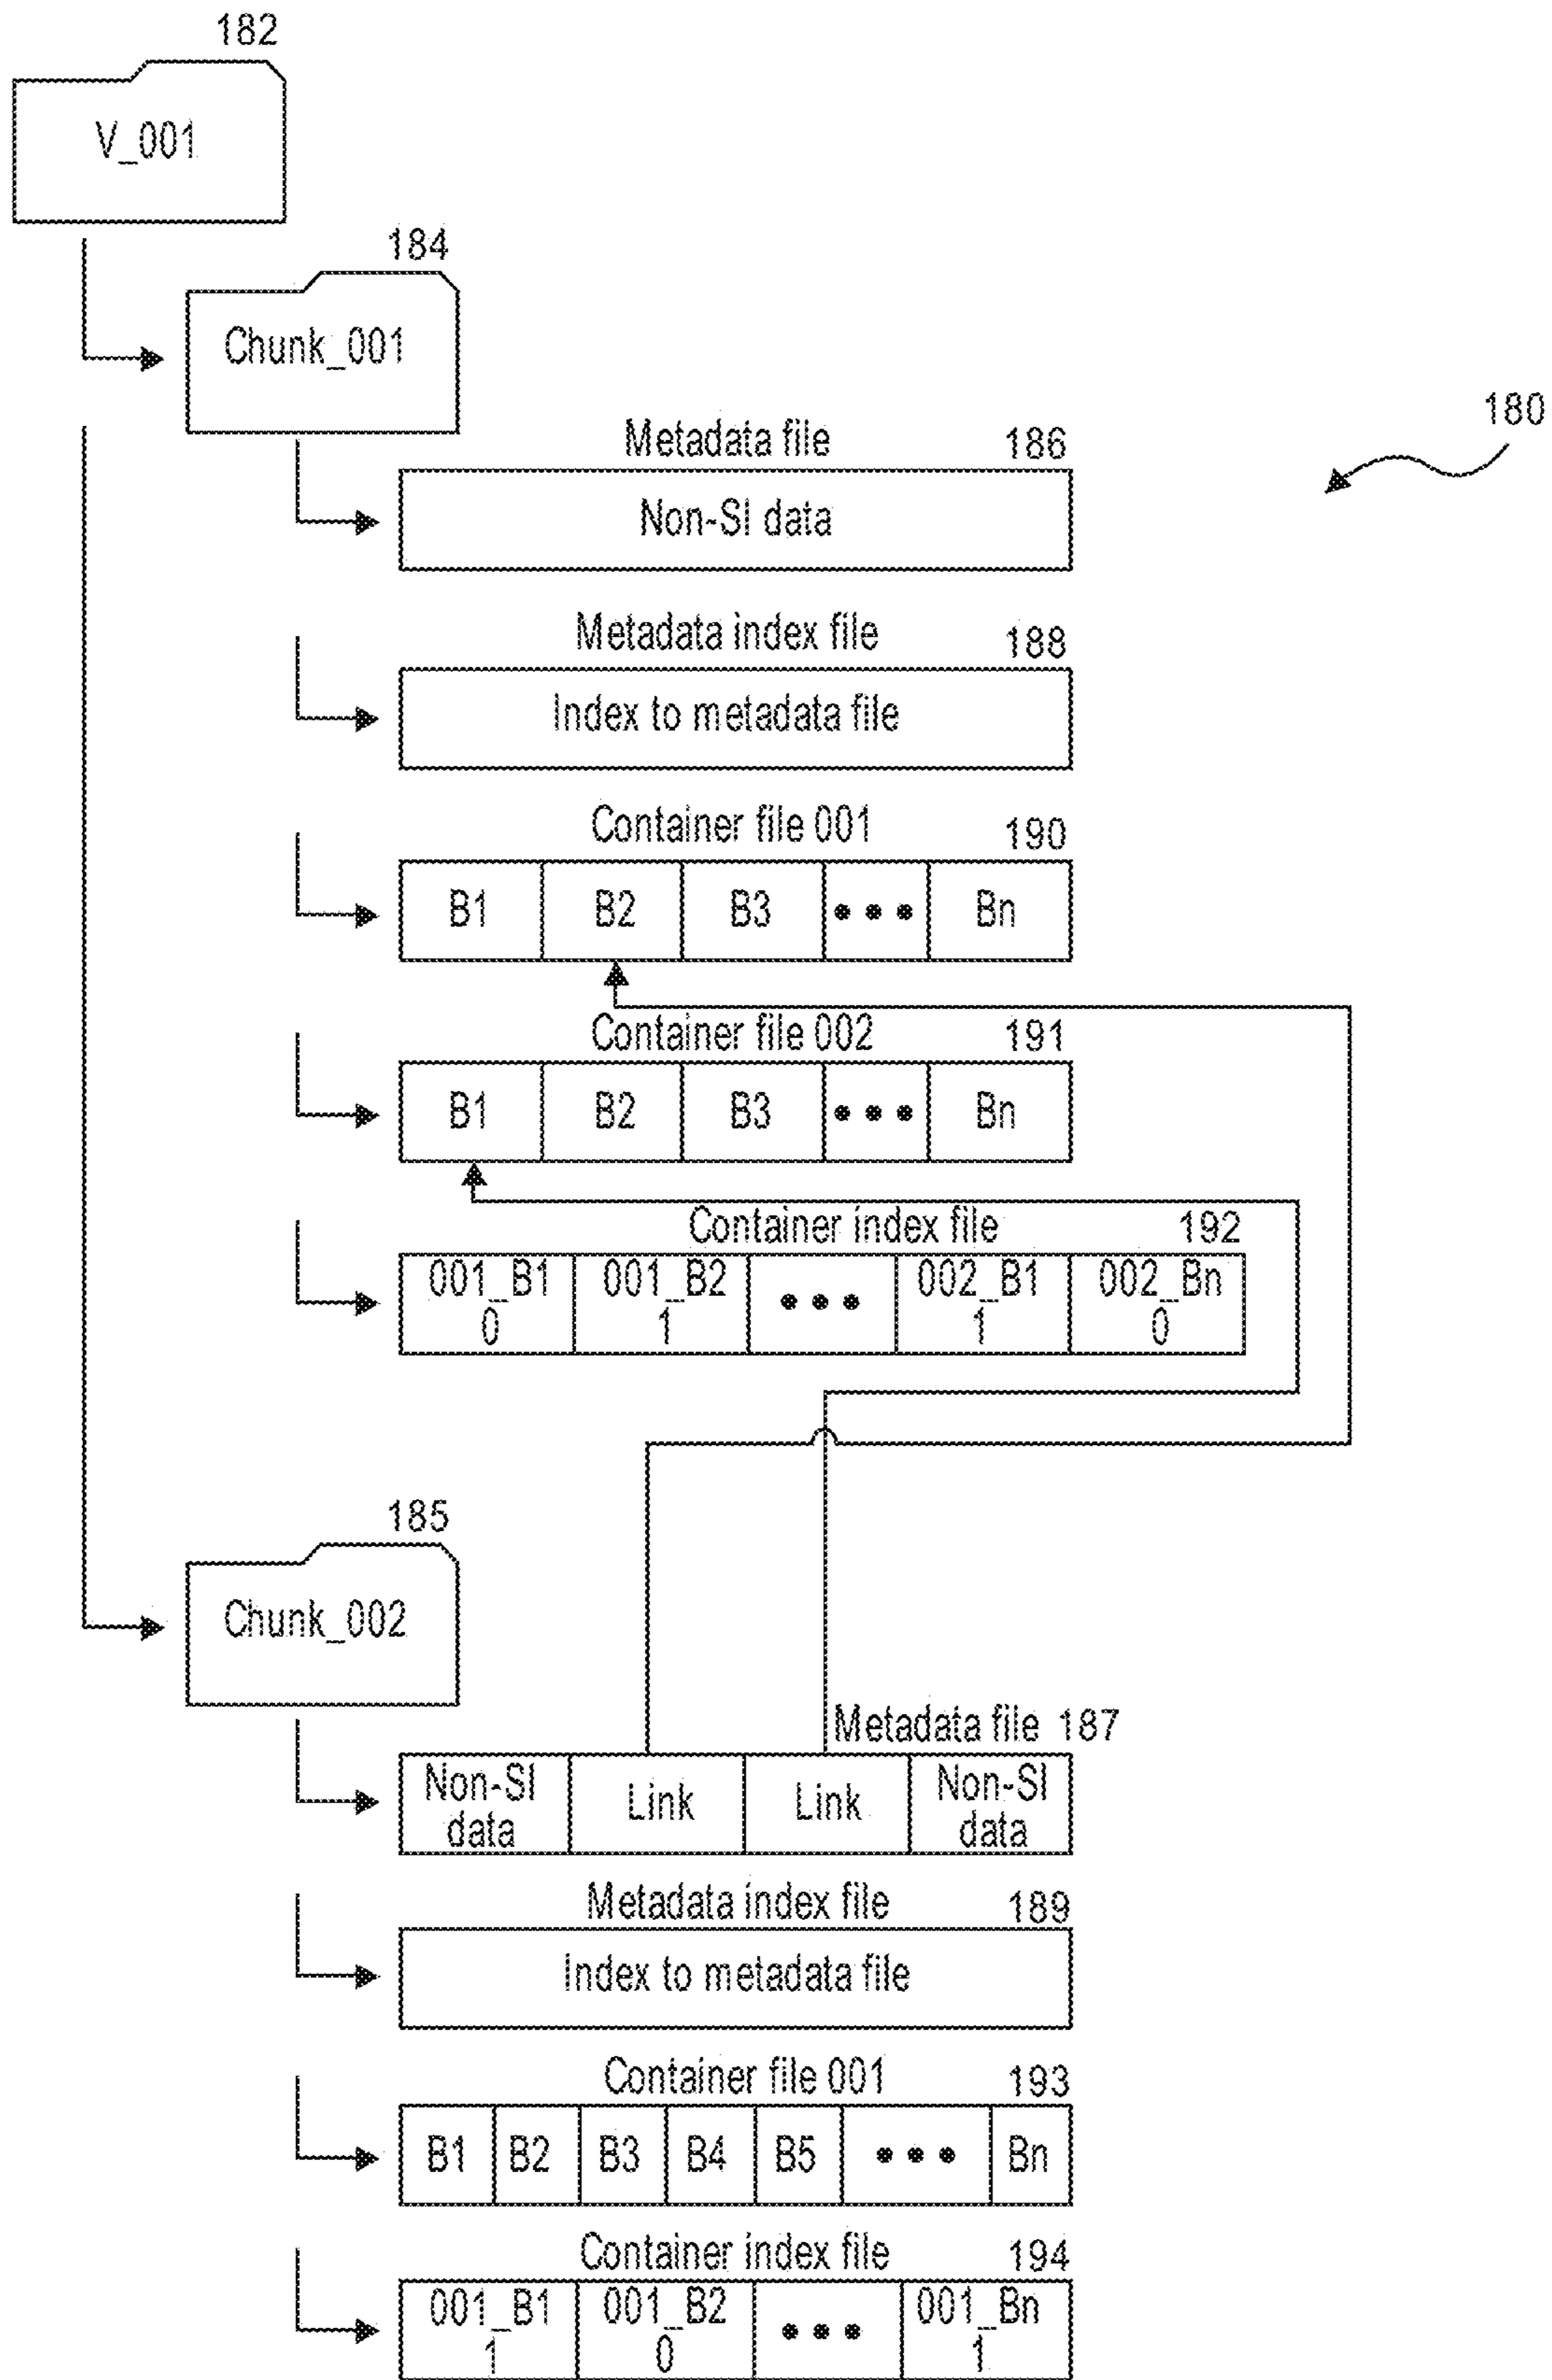 182
V_001
184
Chunk_001
180
Metadata file 186
Non-SI data
Metadata index file 188
Index to metadata file
Container file 001 190
B1 B2 B3 ••• Bn
Container file 002 191
B1 B2 B3 ••• Bn
Container index file 192
001_B1 001_B2 ••• 002_B1 002_Bn
0 1 1 0
185
Chunk_002
Metadata file 187
Non-SI Link Link Non-SI
data data
Metadata index file 189
Index to metadata file
Container file 001 193
B1 B2 B3 B4 B5 ••• Bn
Container index file 194
001_B1 001_B2 ••• 001_Bn
1 0 1